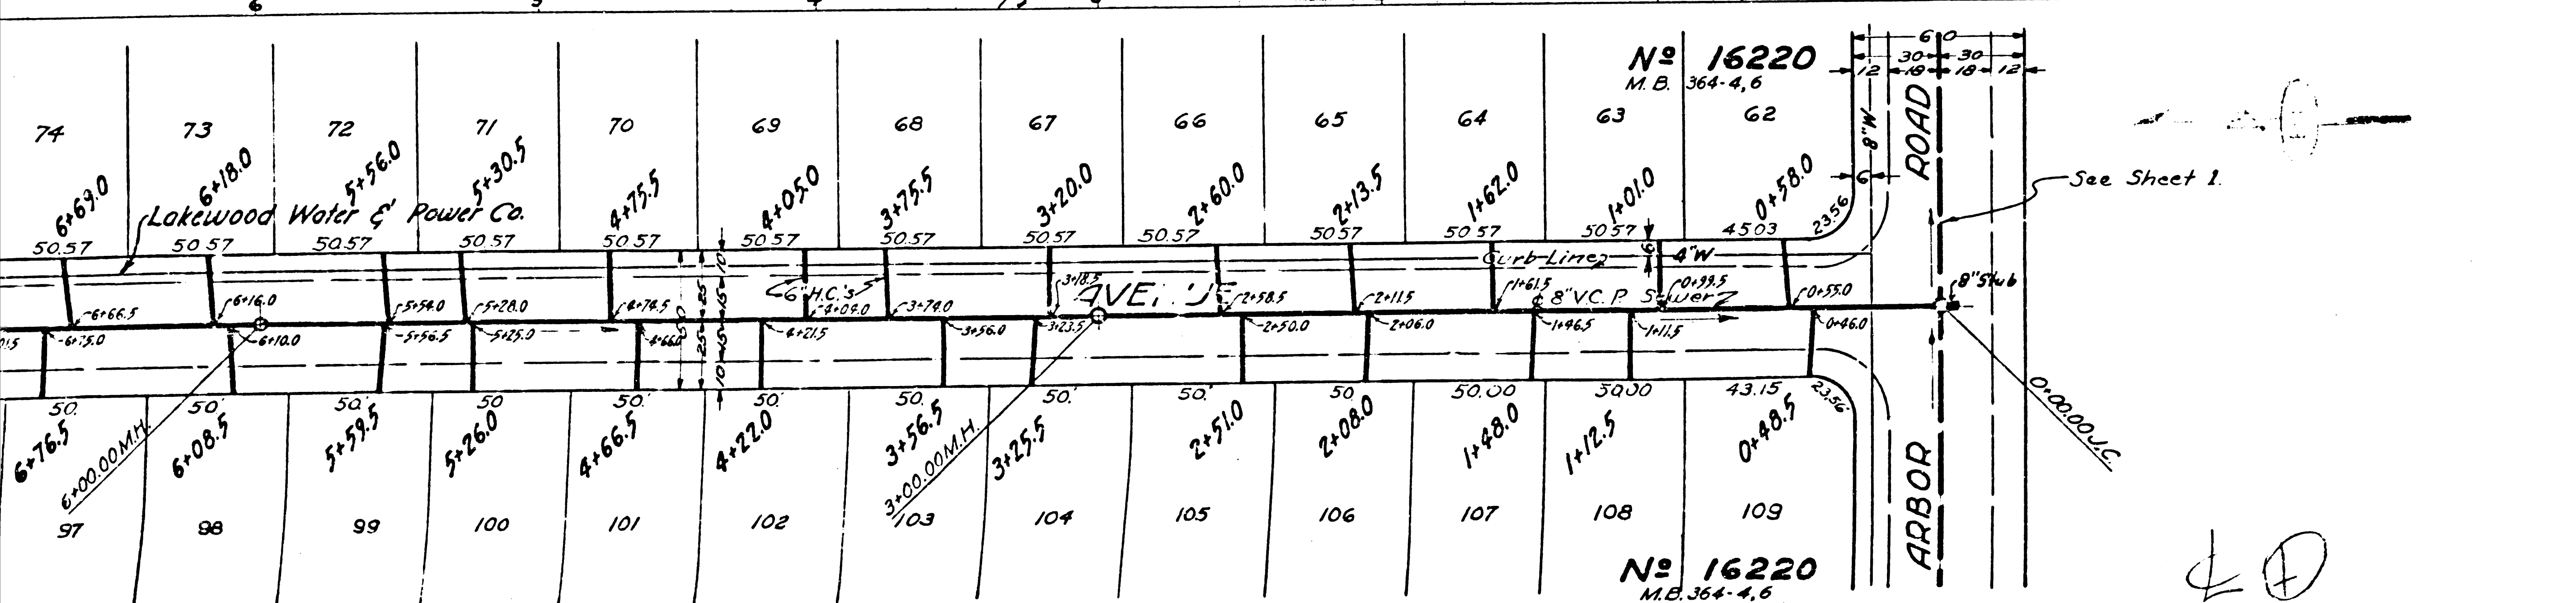 Nº 16220
M.B. 364-4,6
60
30 30
12 18 18 12
74 73 72 71 70 69 68 67 66 65 64 63 62
8"W
ROAD
See Sheet 1.
6+69.0 6+18.0 5+56.0 5+30.5 4+75.5 4+05.0 3+75.5 3+20.0 2+60.0 2+13.5 1+62.0 1+01.0 0+58.0
6
Lakewood Water & Power Co.
50.57 50.57 50.57 50.57 50.57 50.57 50.57 50.57 50.57 50.57 50.57 50.57 45.03 23.56
Curb Line 6 4"W
6" H.C.'s AVENUE ¢ 8" V.C.P. Sewer 8" Stub
6+66.5 6+16.0 5+54.0 5+28.0 4+74.5 4+04.0 3+74.0 3+18.5 2+58.5 2+11.5 1+61.5 0+99.5 0+55.0
6+75.0 6+10.0 5+56.5 5+25.0 4+66.0 4+21.5 3+56.0 3+23.5 2+50.0 2+06.0 1+46.5 1+11.5 0+46.0
50
25 25
10 15 15 10
50. 50. 50. 50 50. 50. 50. 50. 50. 50. 50.00 50.00 43.15 23.56
6+76.5 6+08.5 5+59.5 5+26.0 4+66.5 4+22.0 3+56.5 3+25.5 2+51.0 2+08.0 1+48.0 1+12.5 0+48.5
6+00.00 M.H. 3+00.00 M.H. 0+00.00 J.C.
97 98 99 100 101 102 103 104 105 106 107 108 109
ARBOR
Nº 16220
M.B. 364-4,6